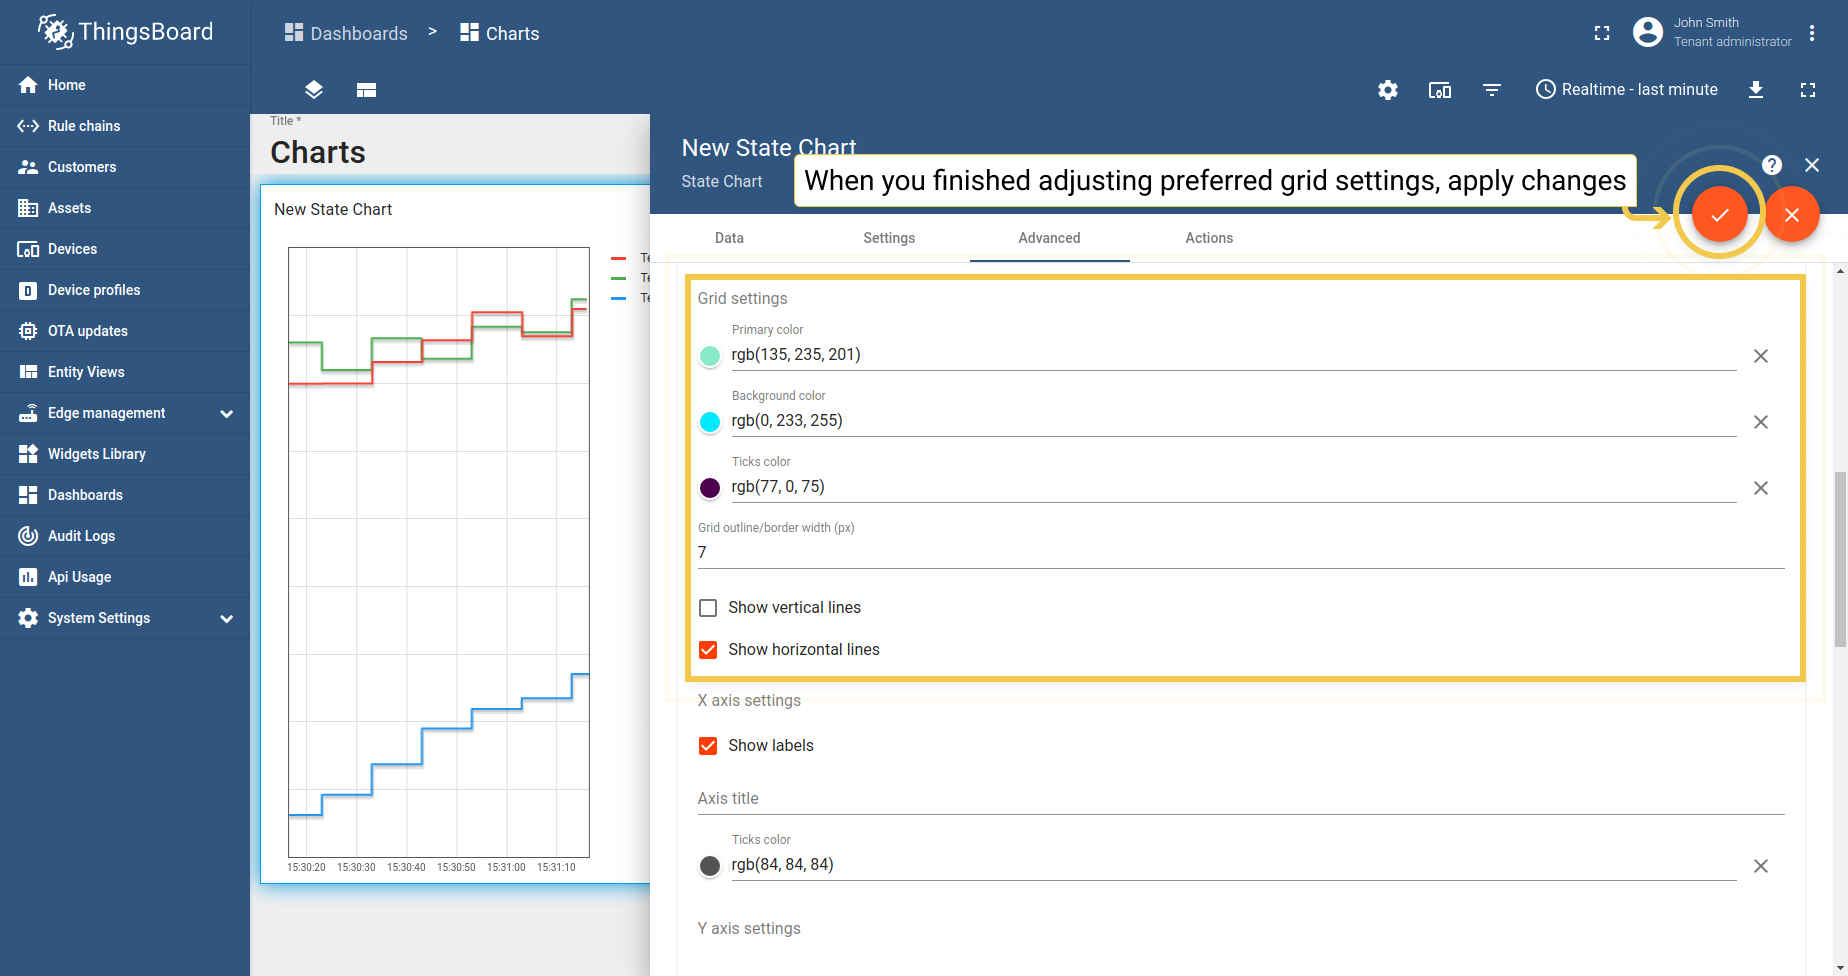 ThingsBoard
Home
Rule chains
Customers
Assets
Devices
Device profiles
OTA updates
Entity Views
Edge management
Widgets Library
Dashboards
Audit Logs
Api Usage
System Settings
Dashboards > Charts
John Smith
Tenant administrator
Realtime - last minute
Title *
Charts
New State Chart
Te
Te
Te
15:30:20 15:30:30 15:30:40 15:30:50 15:31:00 15:31:10
New State Chart
State Chart
When you finished adjusting preferred grid settings, apply changes
Data Settings Advanced Actions
Grid settings
Primary color
rgb(135, 235, 201)
Background color
rgb(0, 233, 255)
Ticks color
rgb(77, 0, 75)
Grid outline/border width (px)
7
Show vertical lines
Show horizontal lines
X axis settings
Show labels
Axis title
Ticks color
rgb(84, 84, 84)
Y axis settings